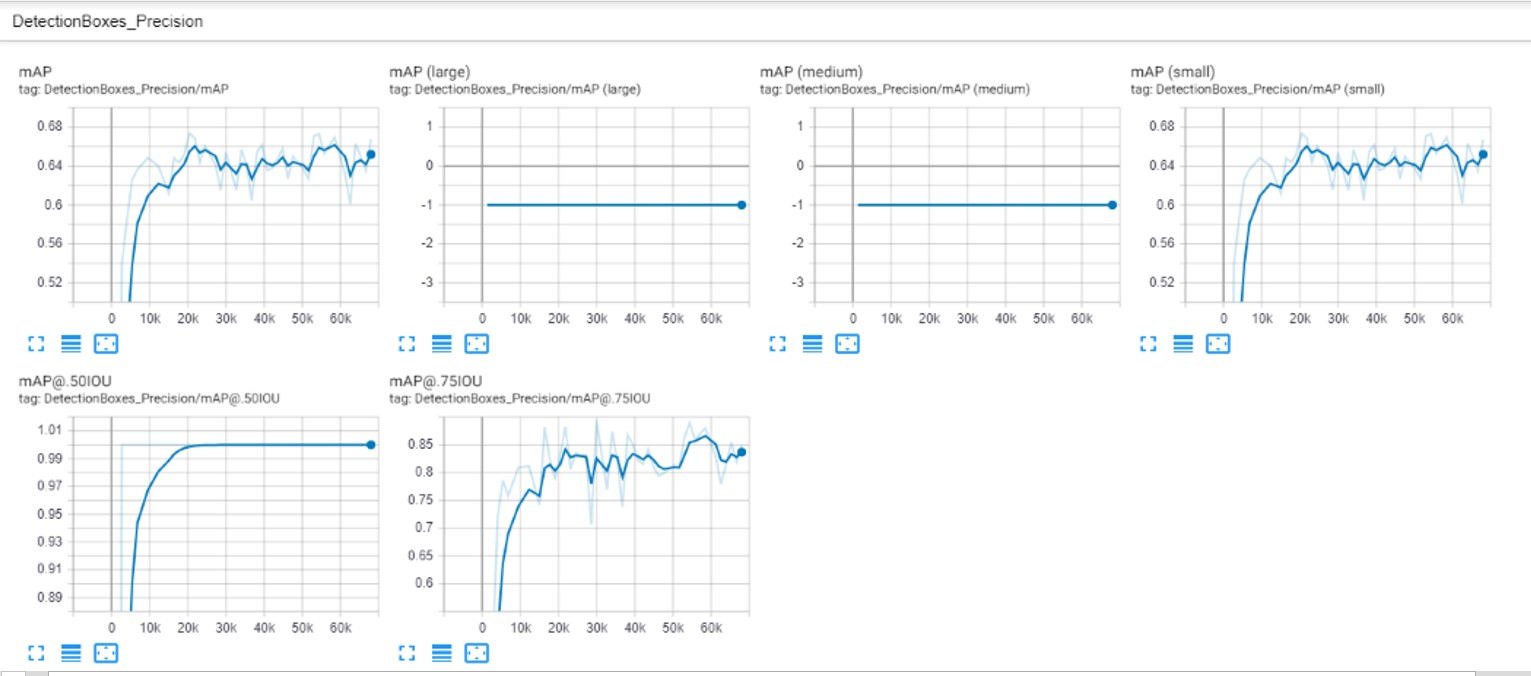 DetectionBoxes_Precision
mAP
tag: DetectionBoxes_Precision/mAP
0.68
0.64
0.6
0.56
0.52
0 10k 20k 30k 40k 50k 60k
mAP (large)
tag: DetectionBoxes_Precision/mAP (large)
1
0
-1
-2
-3
0 10k 20k 30k 40k 50k 60k
mAP (medium)
tag: DetectionBoxes_Precision/mAP (medium)
1
0
-1
-2
-3
0 10k 20k 30k 40k 50k 60k
mAP (small)
tag: DetectionBoxes_Precision/mAP (small)
0.68
0.64
0.6
0.56
0.52
0 10k 20k 30k 40k 50k 60k
mAP@.50IOU
tag: DetectionBoxes_Precision/mAP@.50IOU
1.01
0.99
0.97
0.95
0.93
0.91
0.89
0 10k 20k 30k 40k 50k 60k
mAP@.75IOU
tag: DetectionBoxes_Precision/mAP@.75IOU
0.85
0.8
0.75
0.7
0.65
0.6
0 10k 20k 30k 40k 50k 60k